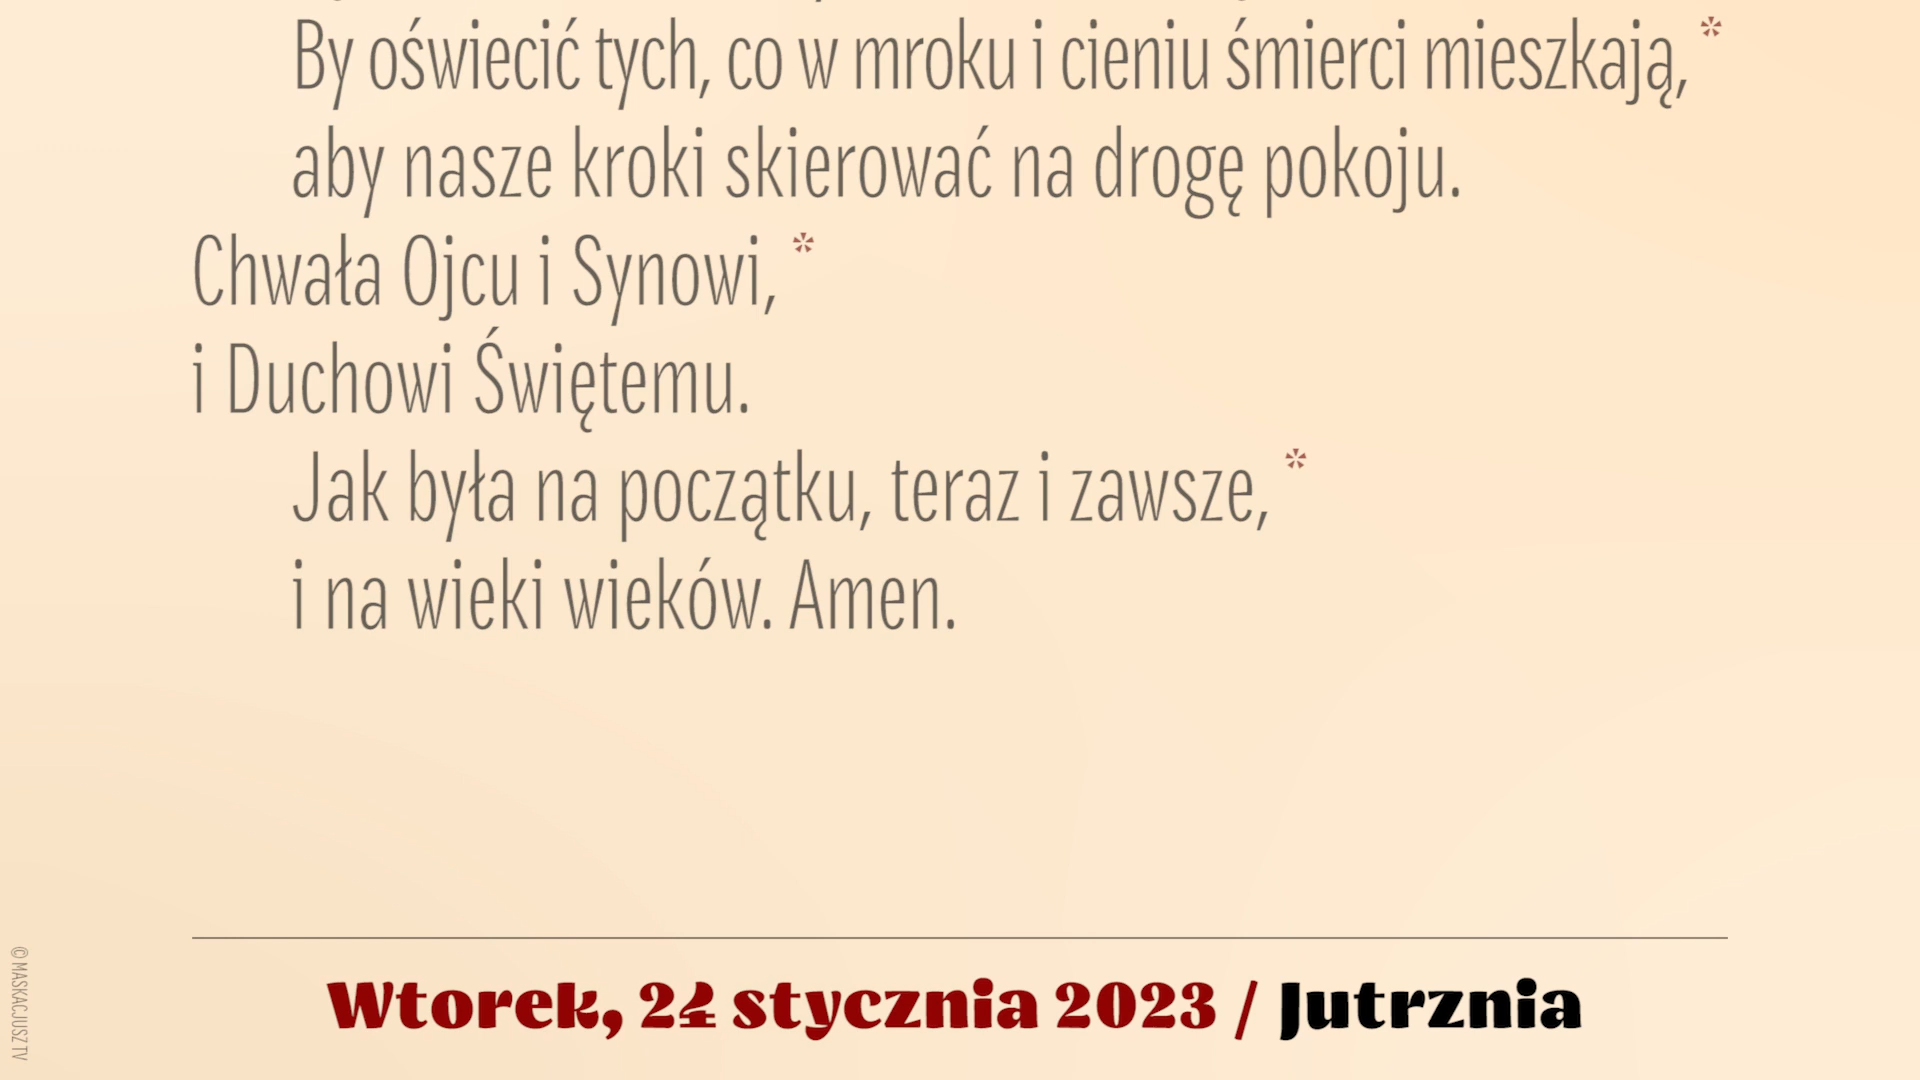 By oświecić tych, co w mroku i cieniu śmierci mieszkają, *
aby nasze kroki skierować na drogę pokoju.
Chwała Ojcu i Synowi, *
i Duchowi Świętemu.
Jak była na początku, teraz i zawsze, *
i na wieki wieków. Amen.
© MASKACJUSZ TV
Wtorek, 24 stycznia 2023 / Jutrznia